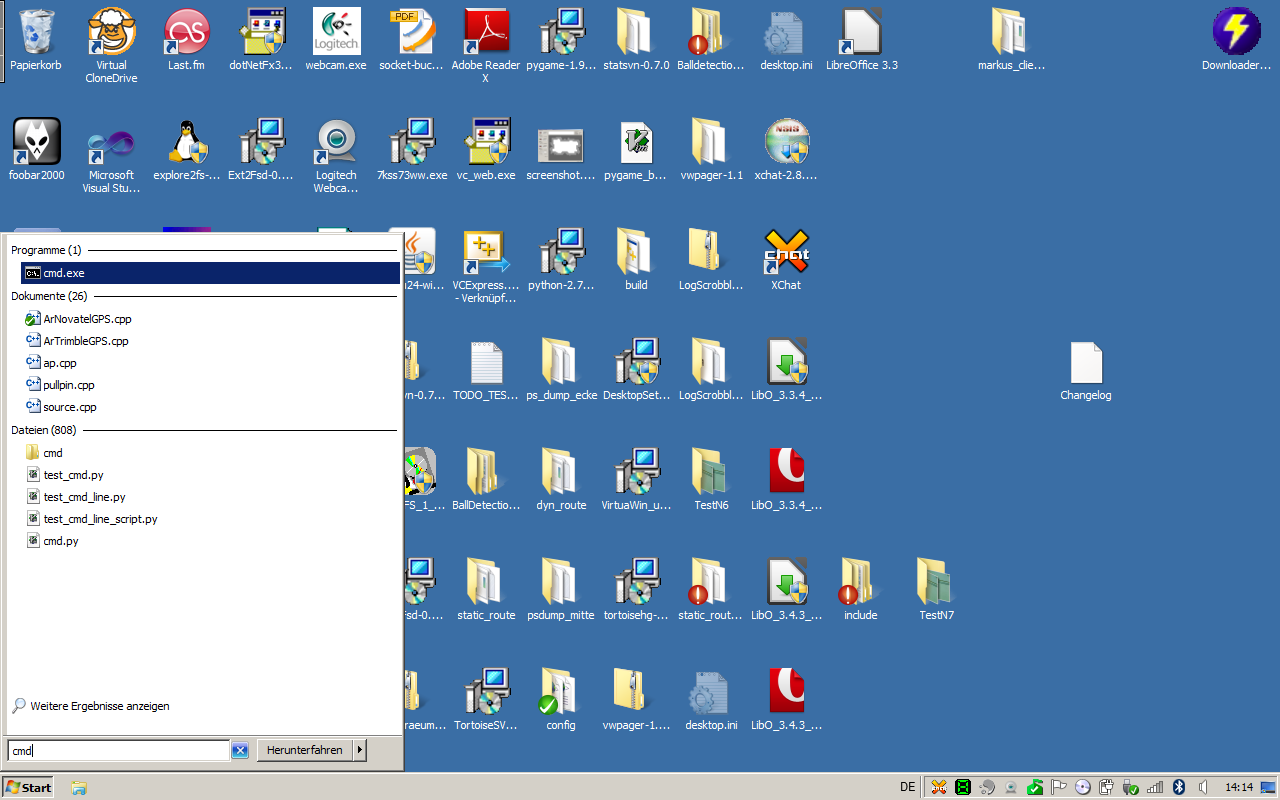 Papierkorb
Virtual
CloneDrive
Last.fm
dotNetFx3...
Logitech
webcam.exe
PDF
socket-buc...
Adobe Reader
X
pygame-1.9...
statsvn-0.7.0
Balldetectio...
desktop.ini
LibreOffice 3.3
markus_clie...
Downloader...
foobar2000
Microsoft
Visual Stu...
explore2fs-...
Ext2Fsd-0....
Logitech
Webca...
7kss73ww.exe
vc_web.exe
screenshot....
pygame_b...
vwpager-1.1
xchat-2.8....
Programme (1)
cmd.exe
Dokumente (26)
ArNovatelGPS.cpp
ArTrimbleGPS.cpp
ap.cpp
pullpin.cpp
source.cpp
Dateien (808)
cmd
test_cmd.py
test_cmd_line.py
test_cmd_line_script.py
cmd.py
Weitere Ergebnisse anzeigen
cmd
Herunterfahren
u24-wi...
VCExpress....
- Verknüpf...
python-2.7...
build
LogScrobbl...
chat
XChat
vn-0.7...
TODO_TES...
ps_dump_ecke
DesktopSet...
LogScrobbl...
LibO_3.3.4_...
Changelog
FS_1_...
BallDetection...
dyn_route
VirtuaWin_u...
TestN6
LibO_3.3.4_...
fsd-0....
static_route
psdump_mitte
tortoisehg-...
static_rout...
LibO_3.4.3_...
include
TestN7
raeum...
TortoiseSV...
config
vwpager-1....
desktop.ini
LibO_3.4.3_...
Start
DE
14:14